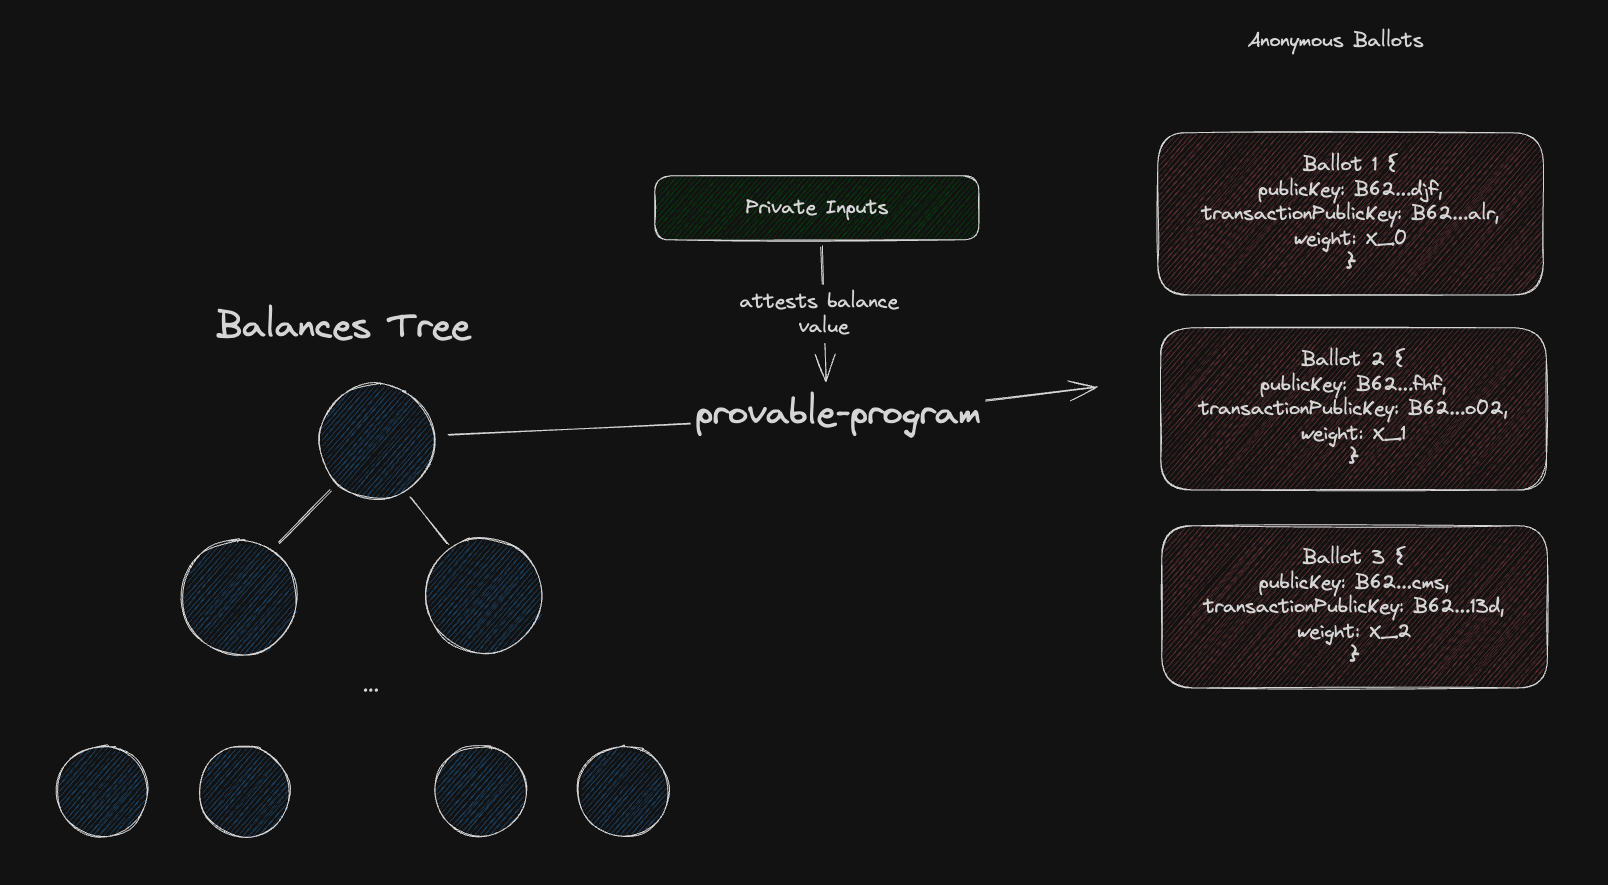 Anonymous Ballots
Private Inputs
attests balance
value
Balances Tree
provable-program
...
Ballot 1 {
publicKey: B62...djf,
transactionPublicKey: B62...alr,
weight: x_0
}
Ballot 2 {
publicKey: B62...fhf,
transactionPublicKey: B62...o02,
weight: x_1
}
Ballot 3 {
publicKey: B62...cms,
transactionPublicKey: B62...13d,
weight: x_2
}